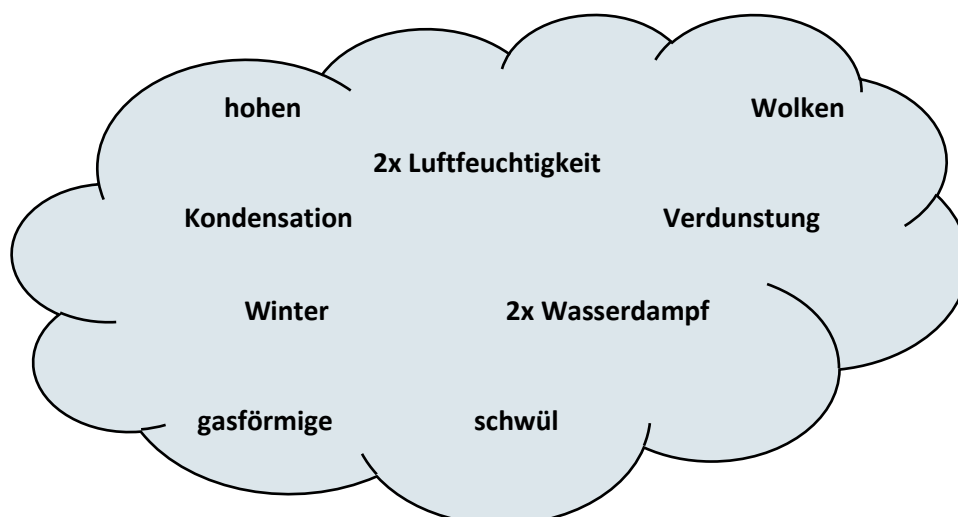 hohen Wolken
2x Luftfeuchtigkeit
Kondensation Verdunstung
Winter 2x Wasserdampf
gasförmige schwül